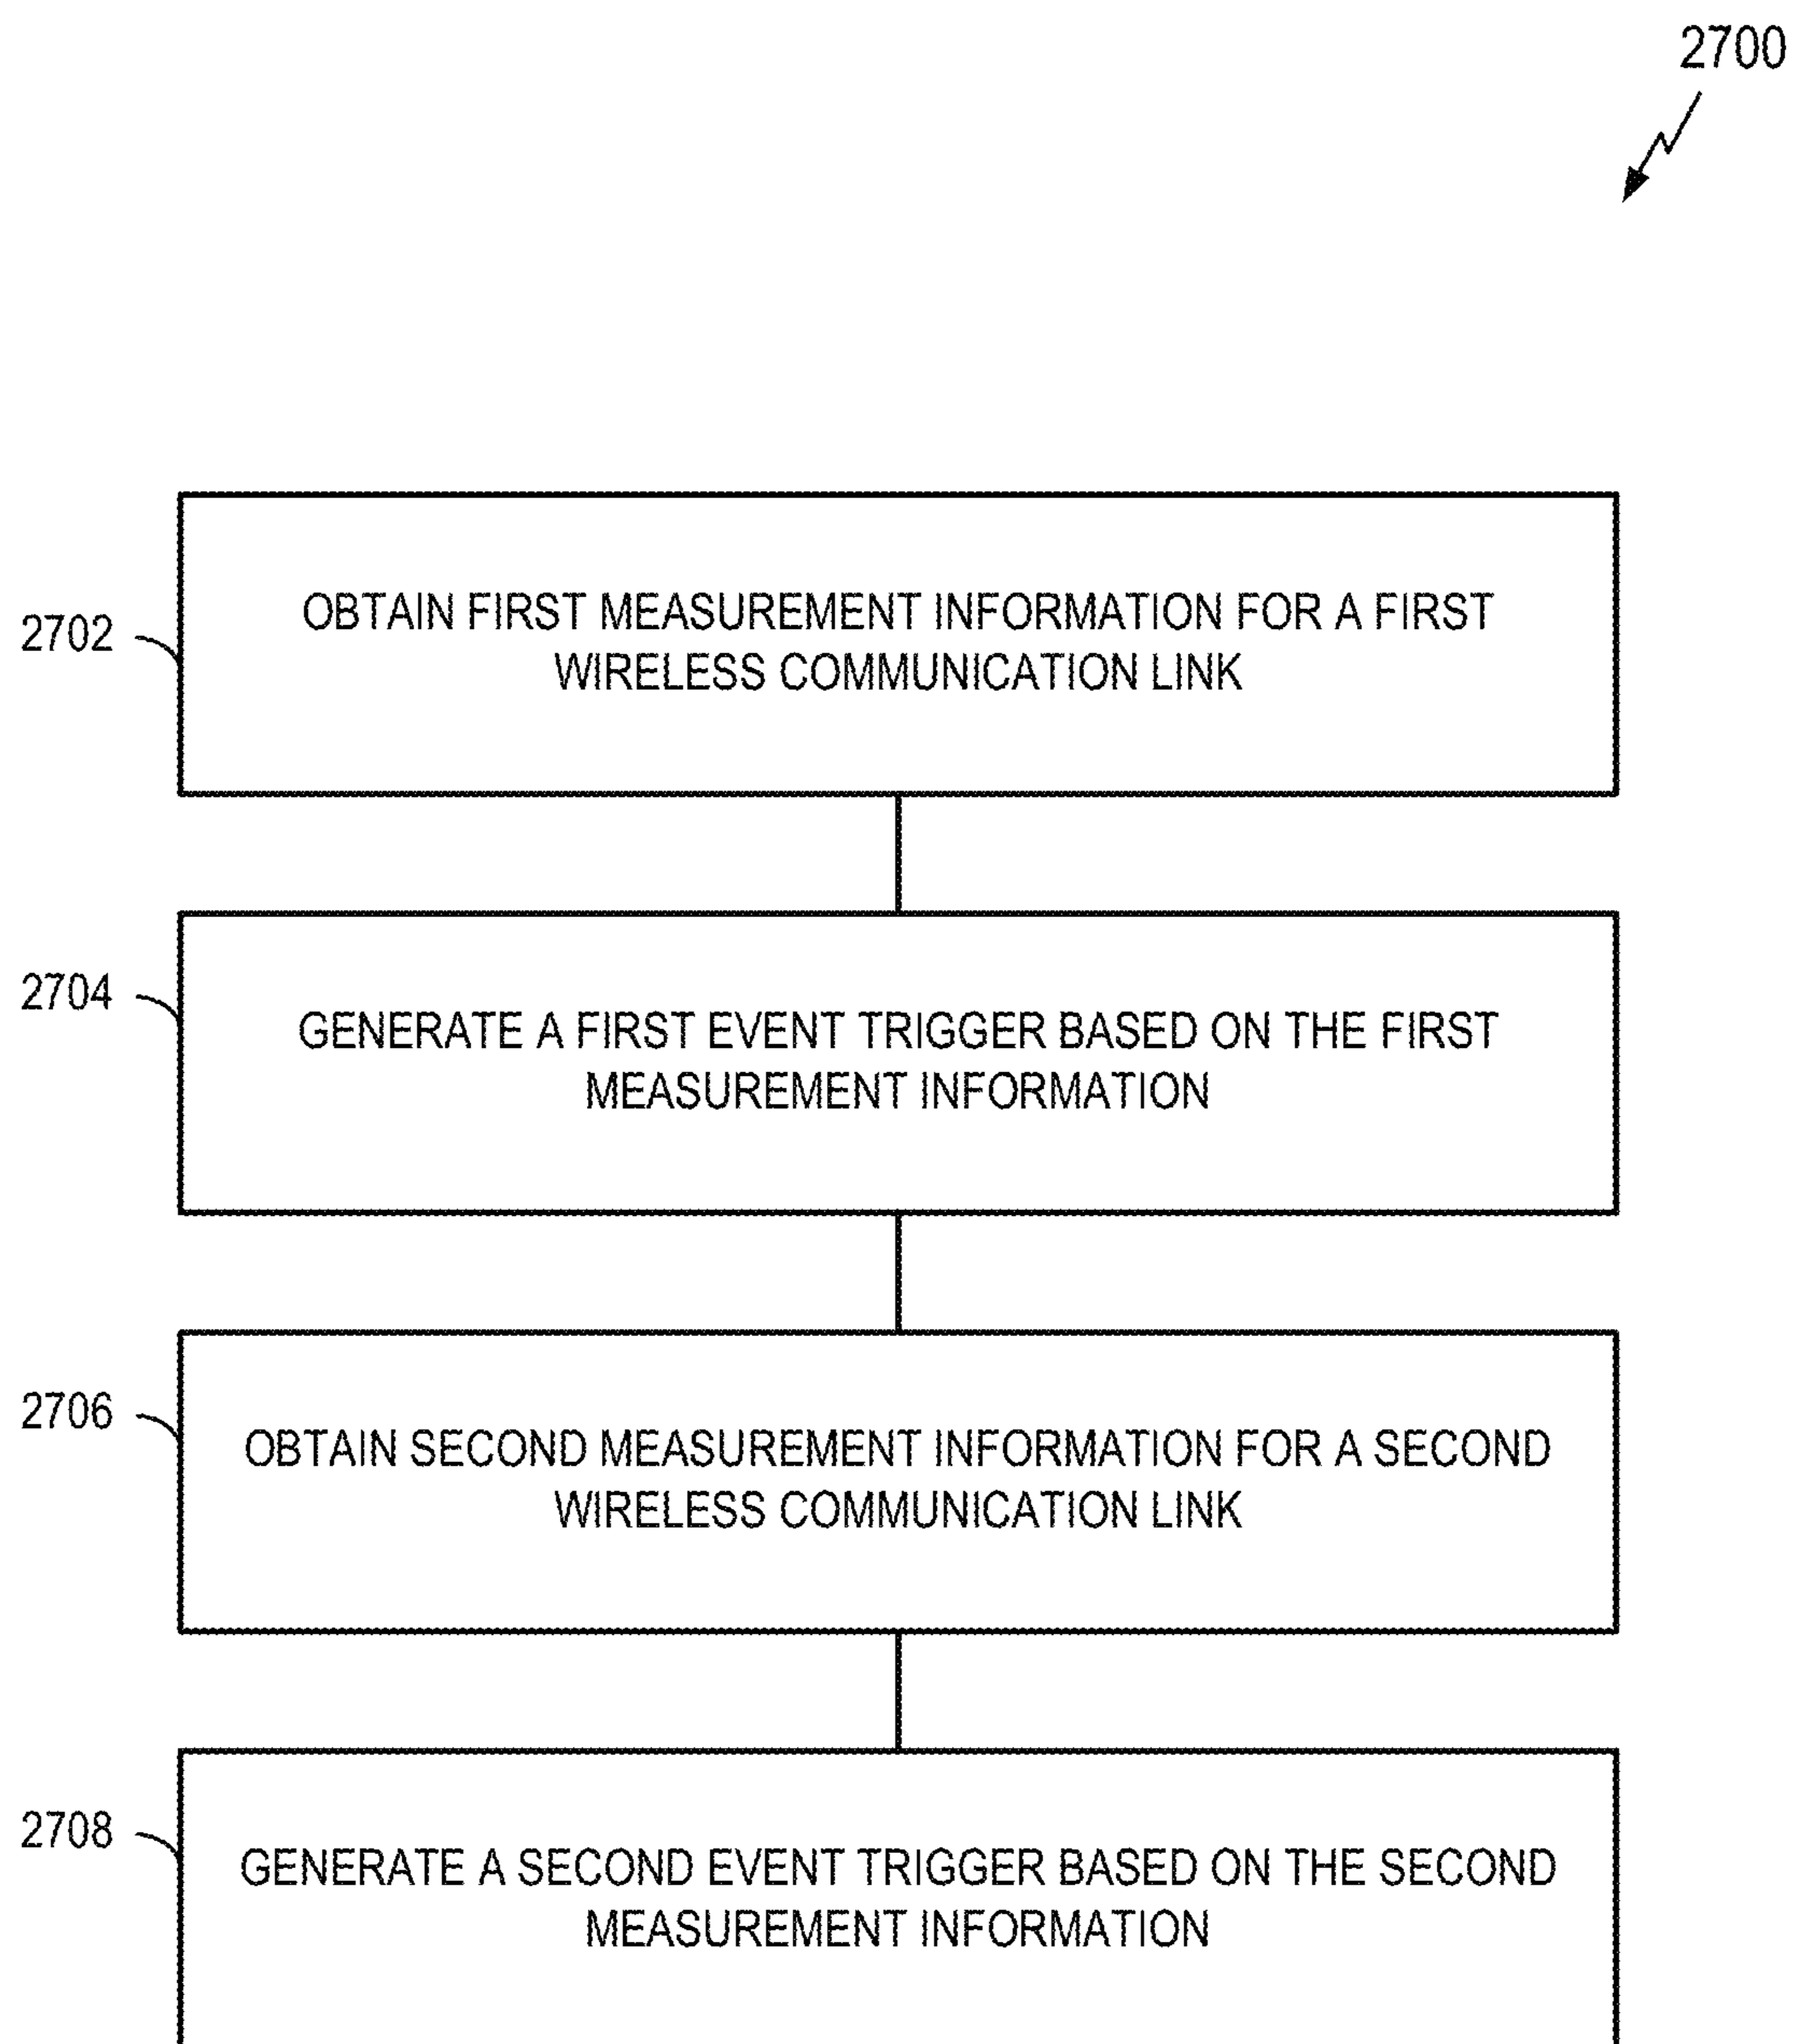 2700
2702
OBTAIN FIRST MEASUREMENT INFORMATION FOR A FIRST
WIRELESS COMMUNICATION LINK
2704
GENERATE A FIRST EVENT TRIGGER BASED ON THE FIRST
MEASUREMENT INFORMATION
2706
OBTAIN SECOND MEASUREMENT INFORMATION FOR A SECOND
WIRELESS COMMUNICATION LINK
2708
GENERATE A SECOND EVENT TRIGGER BASED ON THE SECOND
MEASUREMENT INFORMATION